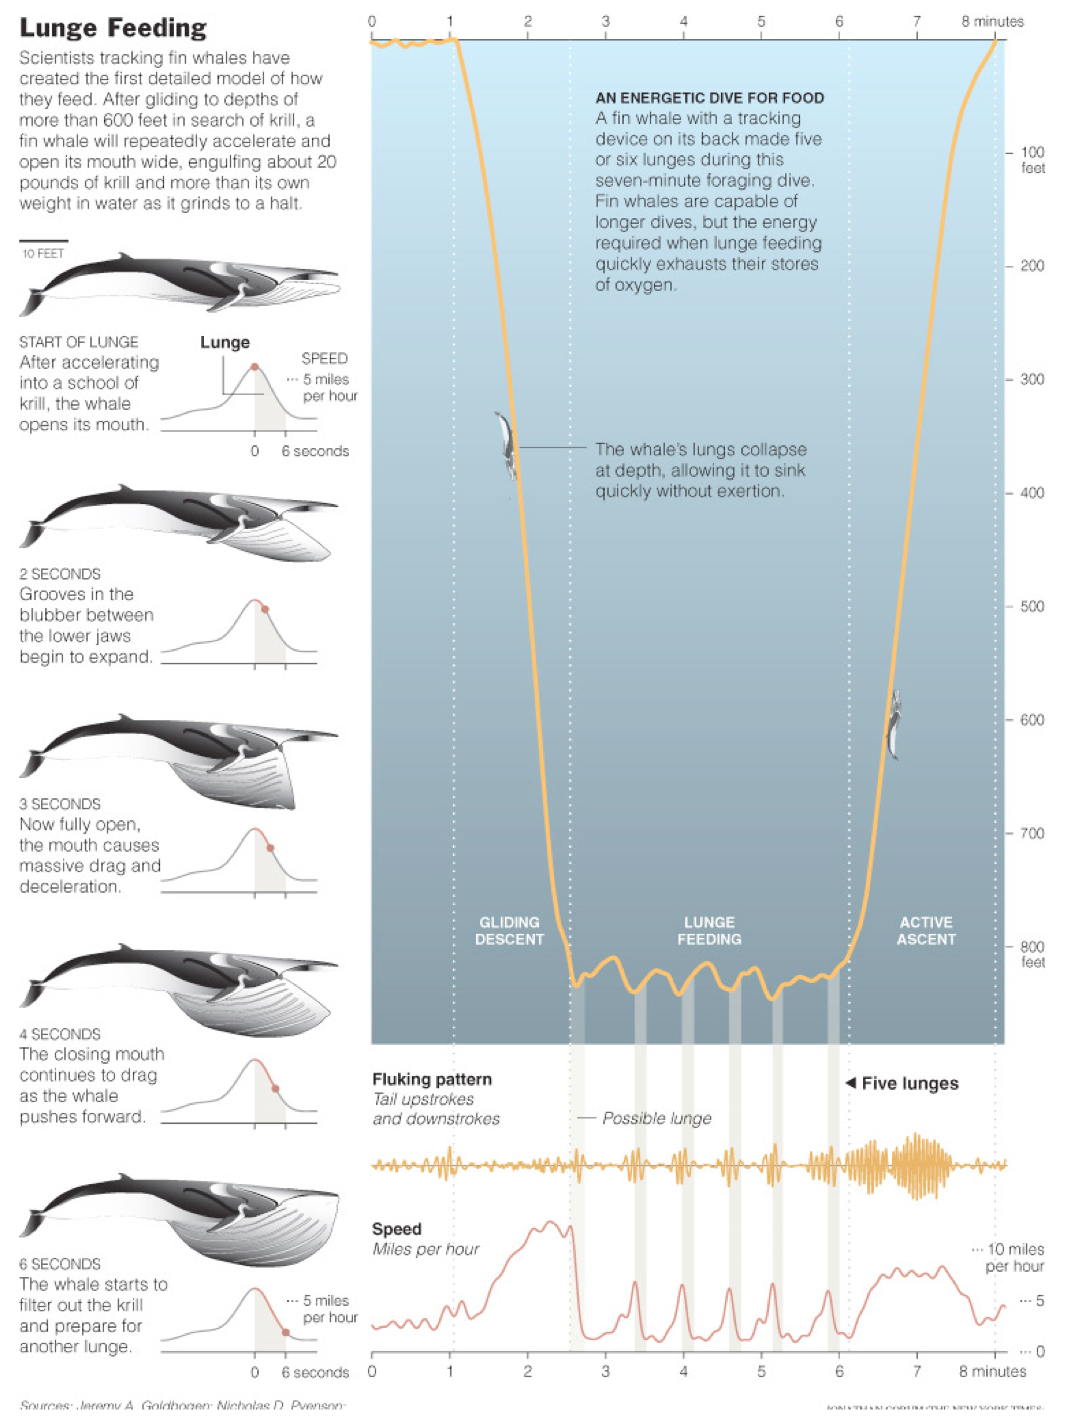 Lunge Feeding
Scientists tracking fin whales have
created the first detailed model of how
they feed. After gliding to depths of
more than 600 feet in search of krill, a
fin whale will repeatedly accelerate and
open its mouth wide, engulfing about 20
pounds of krill and more than its own
weight in water as it grinds to a halt.
10 FEET
START OF LUNGE
After accelerating
into a school of
krill, the whale
opens its mouth.
Lunge
SPEED
··· 5 miles
per hour
0 6 seconds
2 SECONDS
Grooves in the
blubber between
the lower jaws
begin to expand.
3 SECONDS
Now fully open,
the mouth causes
massive drag and
deceleration.
4 SECONDS
The closing mouth
continues to drag
as the whale
pushes forward.
6 SECONDS
The whale starts to
filter out the krill
and prepare for
another lunge.
··· 5 miles
per hour
0 6 seconds
0 1 2 3 4 5 6 7 8 minutes
AN ENERGETIC DIVE FOR FOOD
A fin whale with a tracking
device on its back made five
or six lunges during this
seven-minute foraging dive.
Fin whales are capable of
longer dives, but the energy
required when lunge feeding
quickly exhausts their stores
of oxygen.
100
feet
200
300
400
500
600
700
800
feet
The whale's lungs collapse
at depth, allowing it to sink
quickly without exertion.
GLIDING
DESCENT
LUNGE
FEEDING
ACTIVE
ASCENT
Fluking pattern
Tail upstrokes
and downstrokes
◄ Five lunges
— Possible lunge
Speed
Miles per hour
··· 10 miles
per hour
··· 5
··· 0
0 1 2 3 4 5 6 7 8 minutes
Sources: Jeremy A. Goldbogen; Nicholas D. Pyenson;
JONATHAN CORUM/THE NEW YORK TIMES;